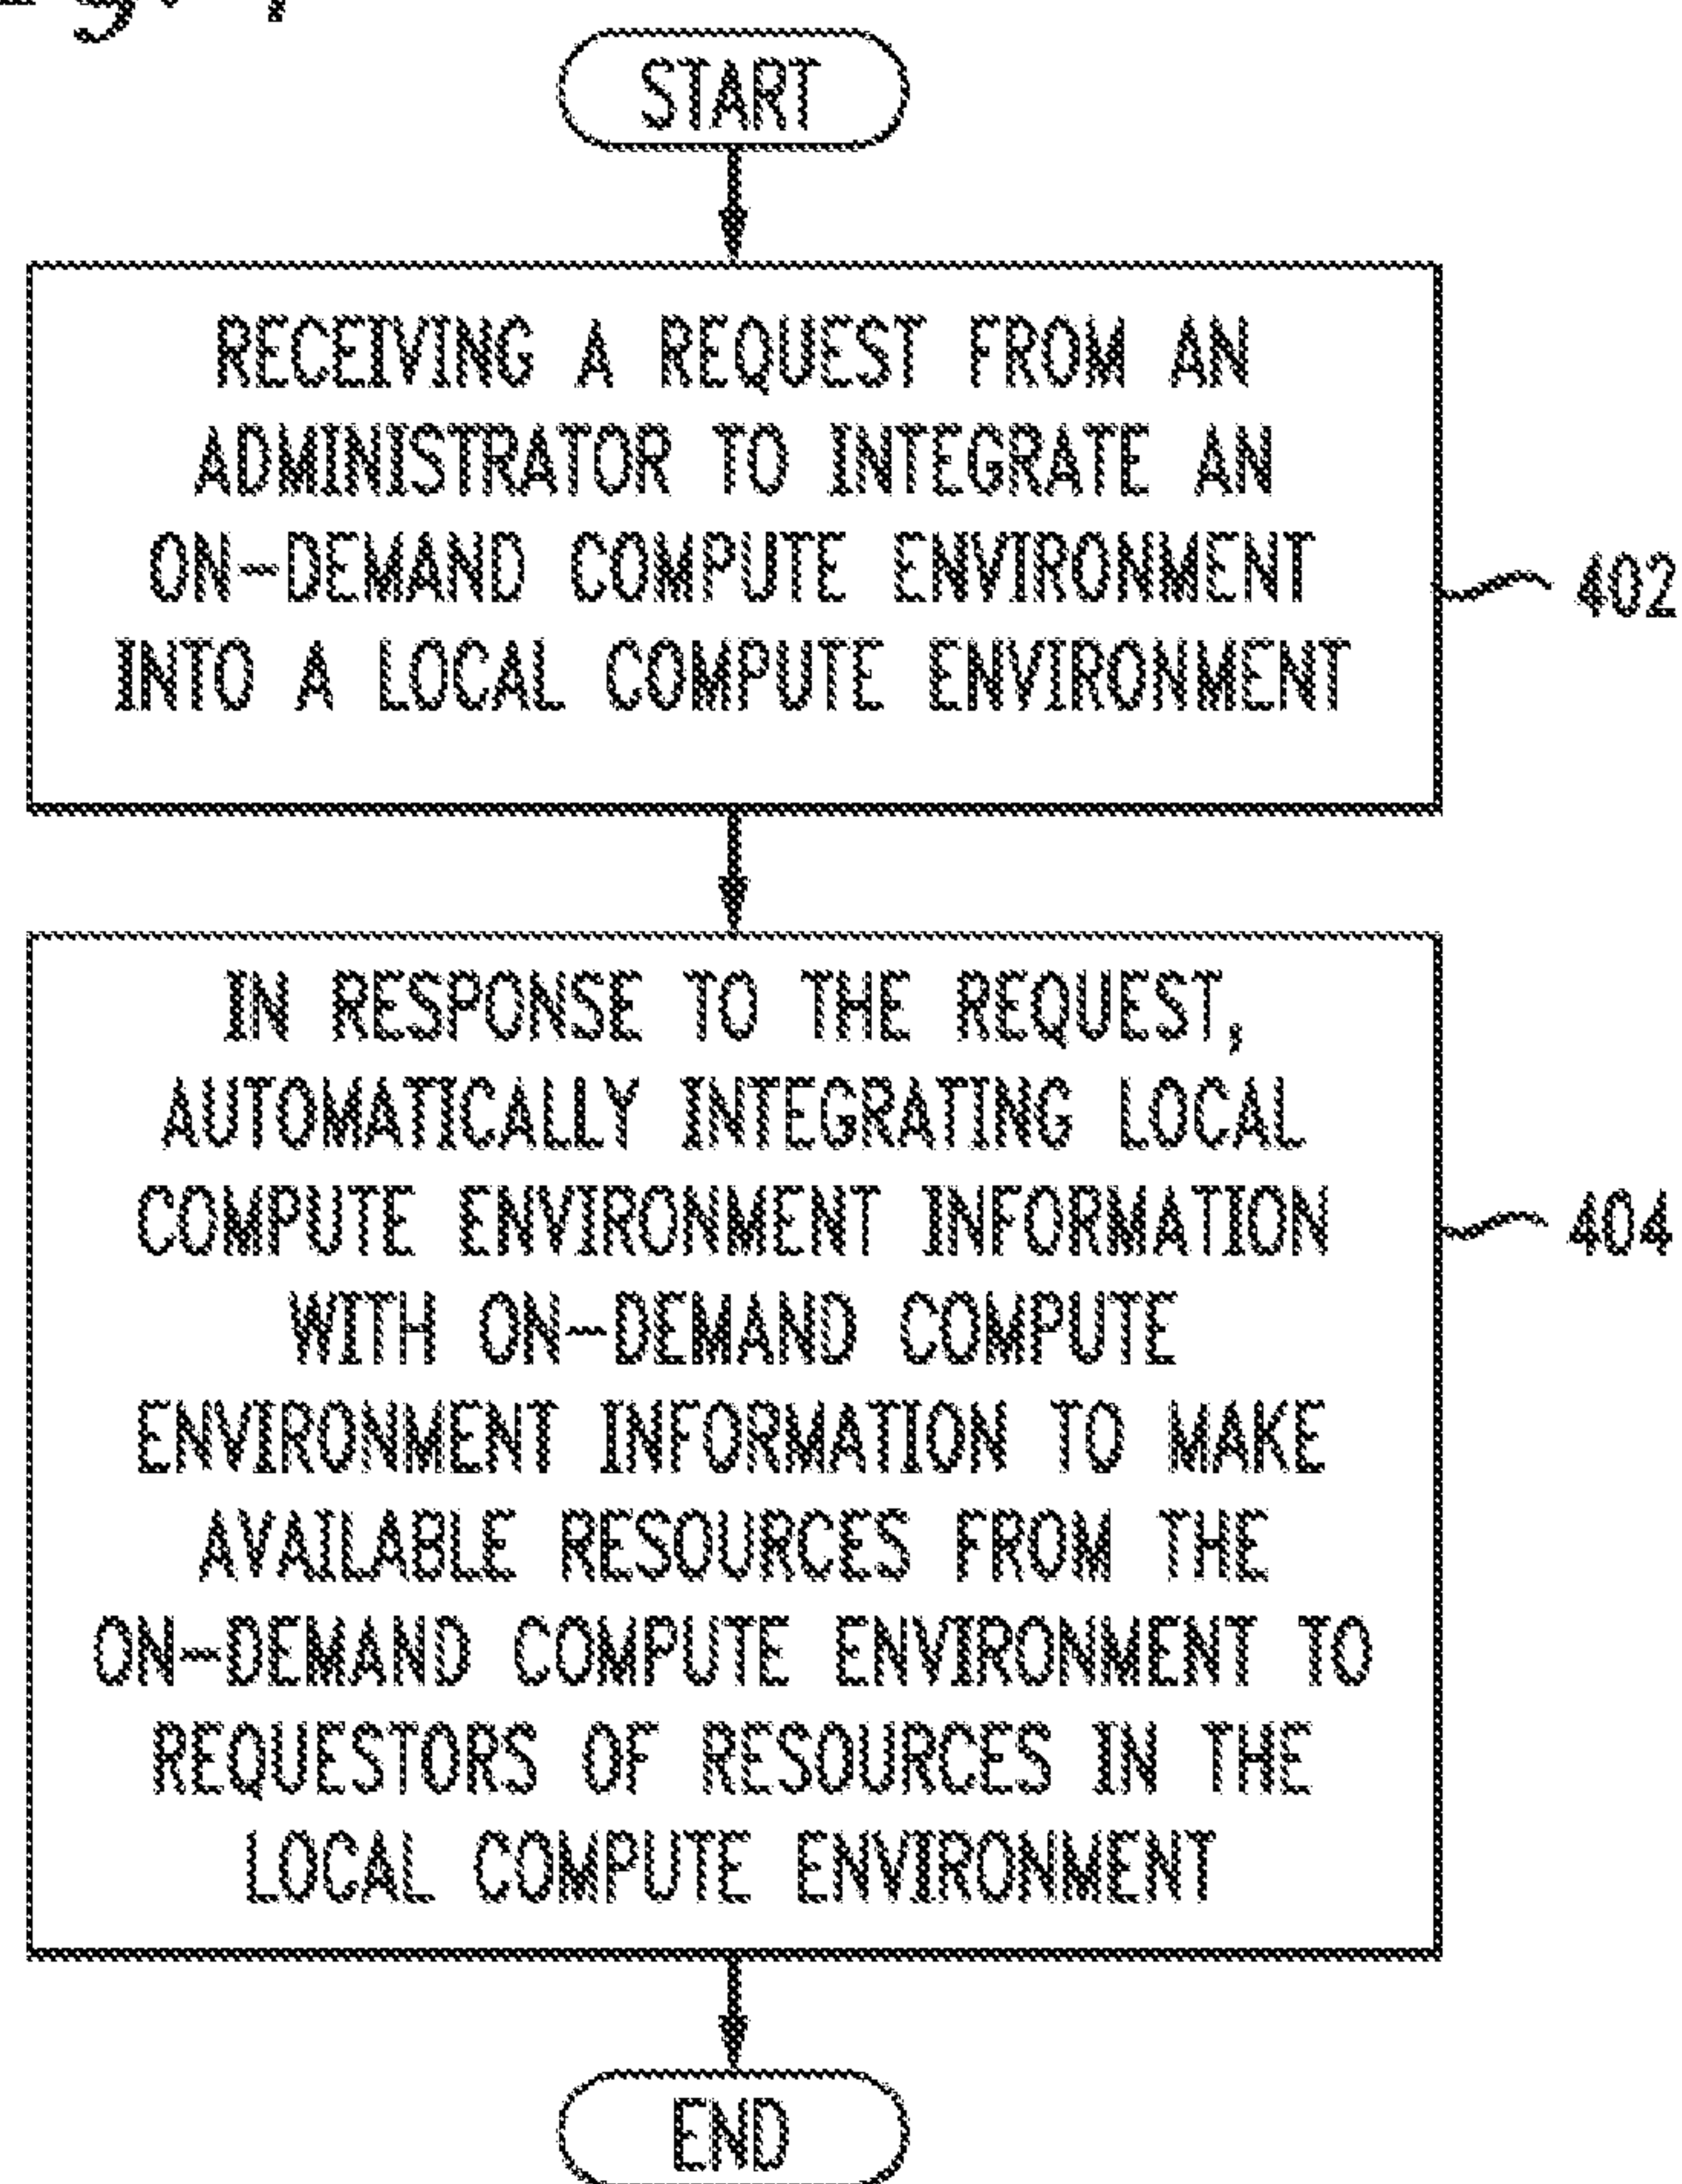 START
RECEIVING A REQUEST FROM AN
ADMINISTRATOR TO INTEGRATE AN
ON-DEMAND COMPUTE ENVIRONMENT
INTO A LOCAL COMPUTE ENVIRONMENT
402
IN RESPONSE TO THE REQUEST,
AUTOMATICALLY INTEGRATING LOCAL
COMPUTE ENVIRONMENT INFORMATION
WITH ON-DEMAND COMPUTE
ENVIRONMENT INFORMATION TO MAKE
AVAILABLE RESOURCES FROM THE
ON-DEMAND COMPUTE ENVIRONMENT TO
REQUESTORS OF RESOURCES IN THE
LOCAL COMPUTE ENVIRONMENT
404
END